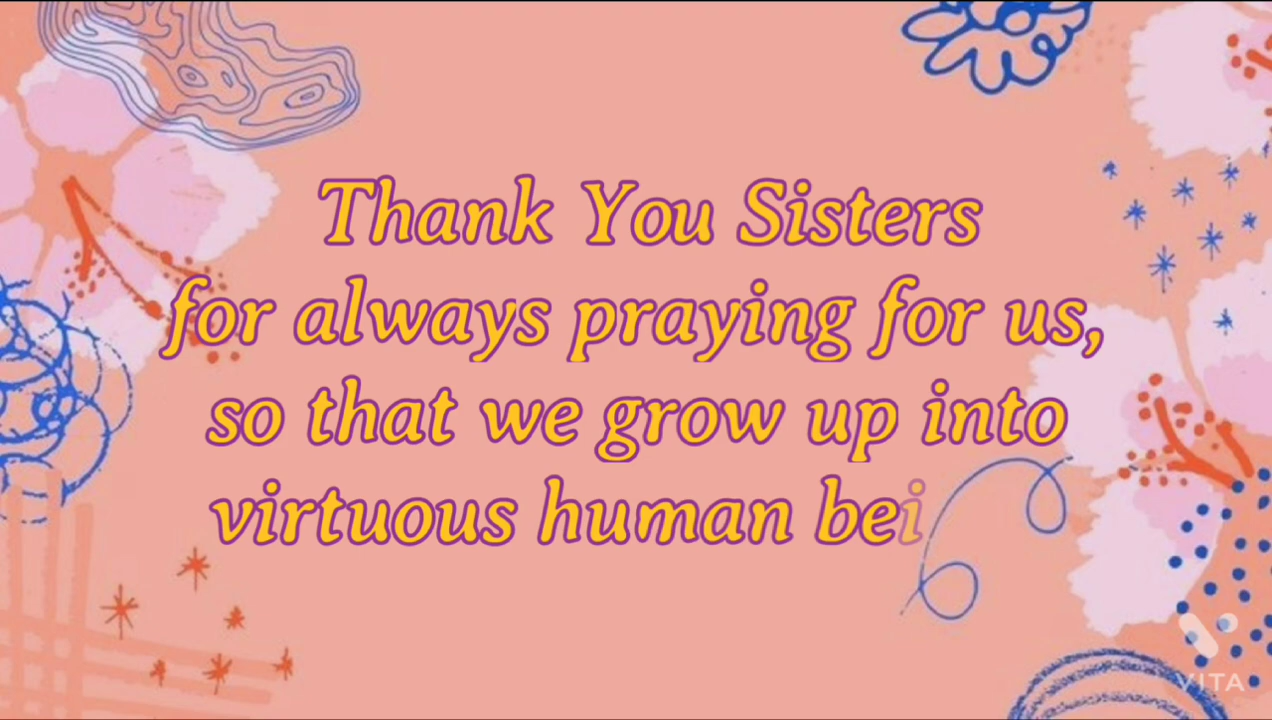 Thank You Sisters
for always praying for us,
so that we grow up into
virtuous human bei
VITA